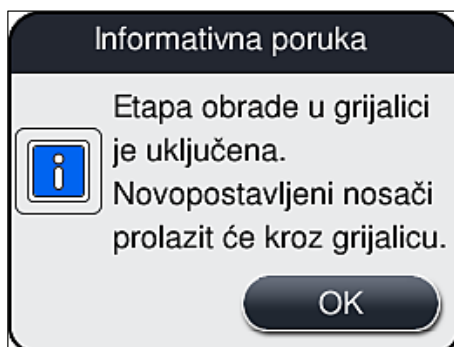 Informativna poruka
Etapa obrade u grijalici
je uključena.
Novopostavljeni nosači
prolazit će kroz grijalicu.
OK